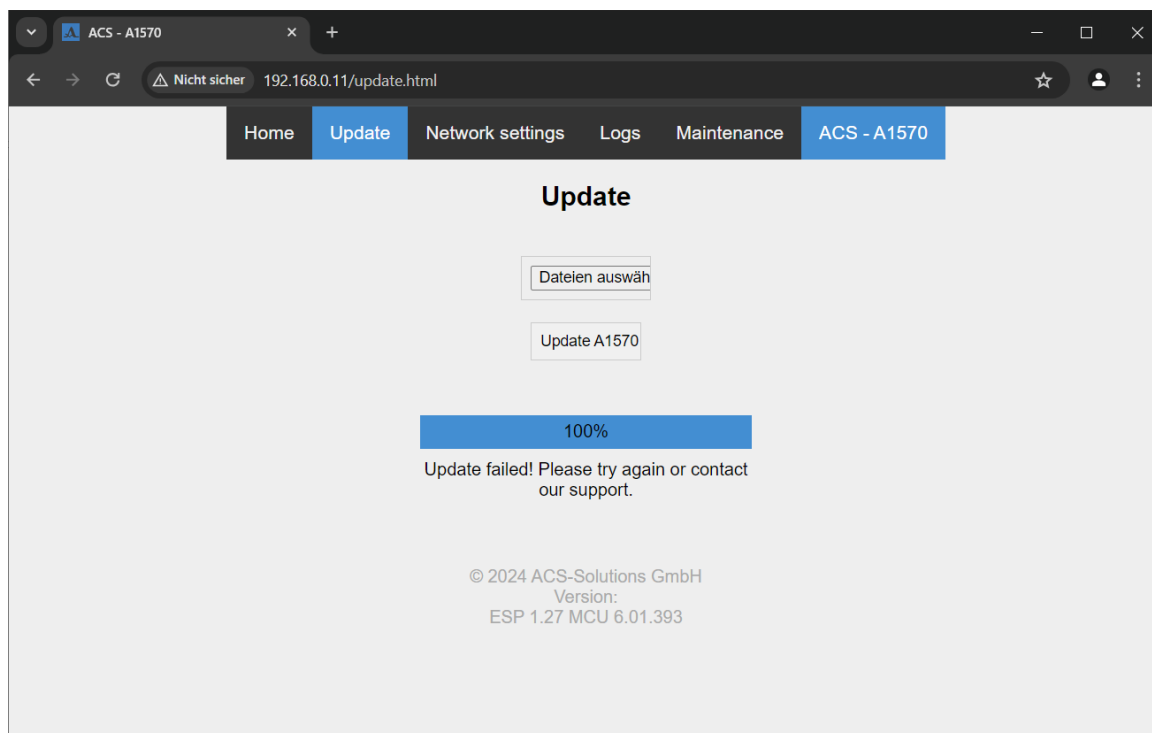 ACS - A1570
Nicht sicher 192.168.0.11/update.html
Home Update Network settings Logs Maintenance ACS - A1570
Update
Dateien auswäh
Update A1570
100%
Update failed! Please try again or contact
our support.
© 2024 ACS-Solutions GmbH
Version:
ESP 1.27 MCU 6.01.393